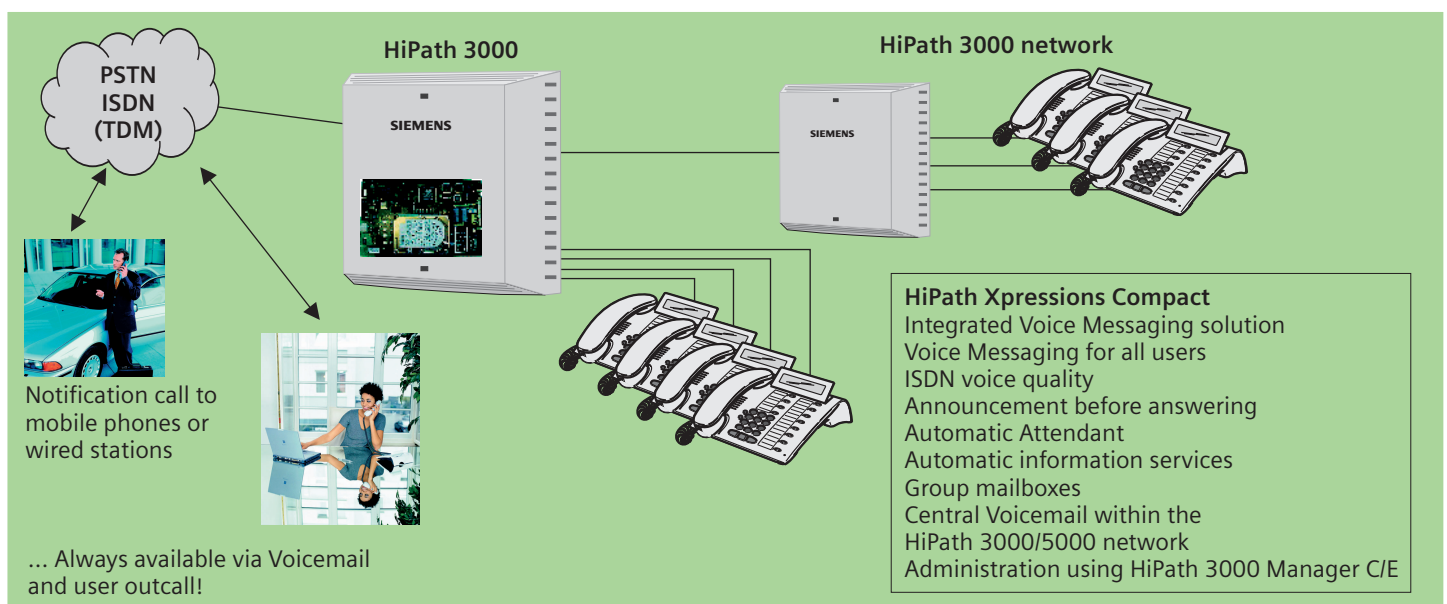 HiPath 3000
HiPath 3000 network
PSTN
ISDN
(TDM)
SIEMENS
SIEMENS
Notification call to
mobile phones or
wired stations
... Always available via Voicemail
and user outcall!
HiPath Xpressions Compact
Integrated Voice Messaging solution
Voice Messaging for all users
ISDN voice quality
Announcement before answering
Automatic Attendant
Automatic information services
Group mailboxes
Central Voicemail within the
HiPath 3000/5000 network
Administration using HiPath 3000 Manager C/E